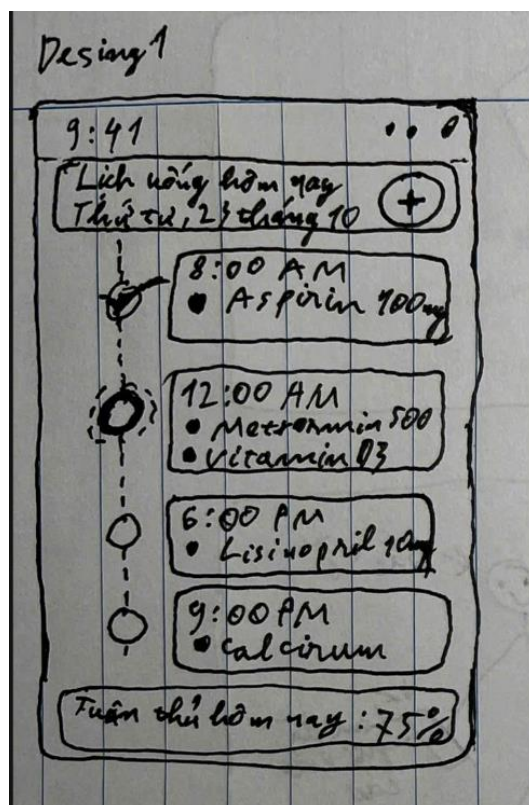 Desing 1
9:41
Lịch uống hôm nay
Thứ tư, 23 tháng 10
+
8:00 AM
• Aspirin 100mg
12:00 AM
• Metformin 500
• Vitamin D3
6:00 PM
• Lisinopril 10mg
9:00 PM
• Calcirum
Tuân thủ hôm nay: 75%